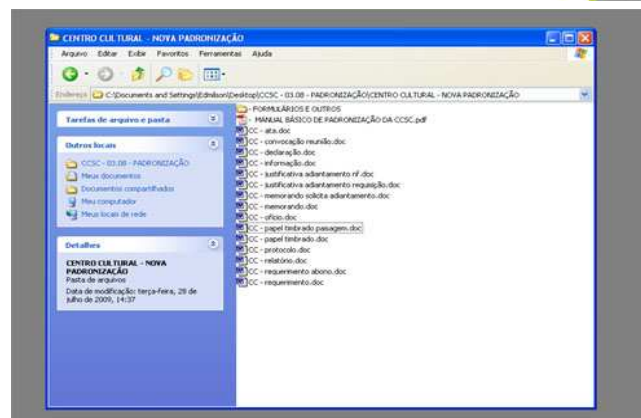 CENTRO CULTURAL - NOVA PADRONIZAÇÃO
Arquivo Editar Exibir Favoritos Ferramentas Ajuda
Endereço C:\Documents and Settings\Ednilson\Desktop\CCSC - 03.08 - PADRONIZAÇÃO\CENTRO CULTURAL - NOVA PADRONIZAÇÃO
Tarefas de arquivo e pasta
Outros locais
CCSC - 03.08 - PADRONIZAÇÃO
Meus documentos
Documentos compartilhados
Meu computador
Meus locais de rede
Detalhes
CENTRO CULTURAL - NOVA
PADRONIZAÇÃO
Pasta de arquivos
Data de modificação: terça-feira, 28 de
julho de 2009, 14:37
- FORMULÁRIOS E OUTROS
- MANUAL BÁSICO DE PADRONIZAÇÃO DA CCSC.pdf
CC - ata.doc
CC - convocação reunião.doc
CC - declaração.doc
CC - informação.doc
CC - justificativa adiantamento nf.doc
CC - justificativa adiantamento requisição.doc
CC - memorando solicita adiantamento.doc
CC - memorando.doc
CC - ofício.doc
CC - papel timbrado passagem.doc
CC - papel timbrado.doc
CC - protocolo.doc
CC - relatório.doc
CC - requerimento abono.doc
CC - requerimento.doc